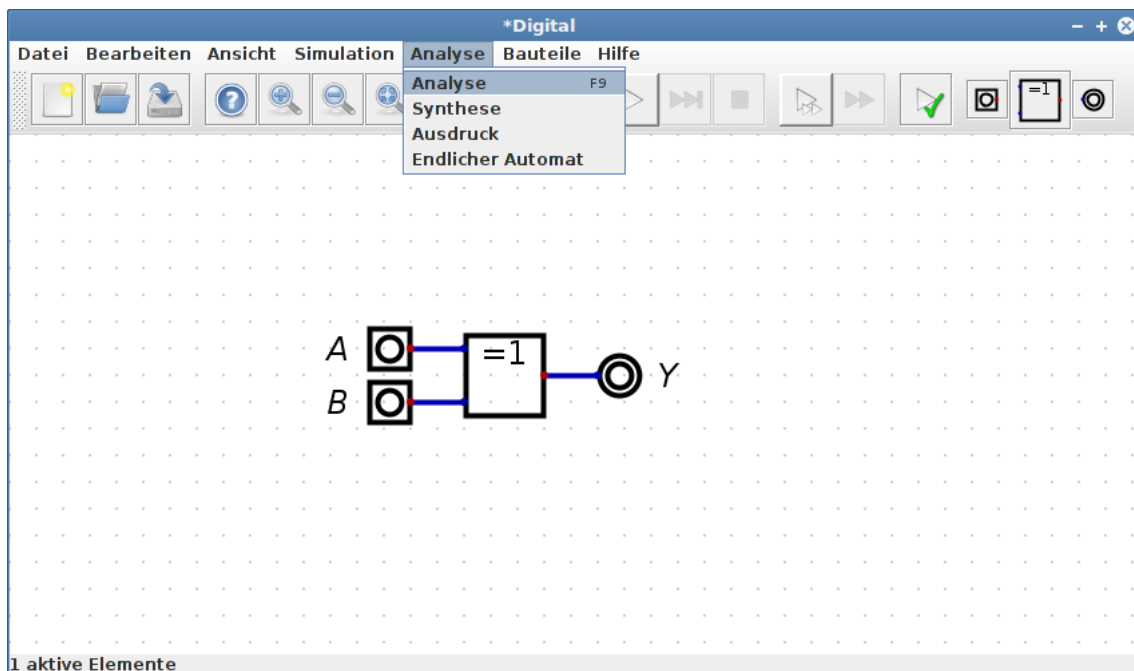 *Digital
Datei Bearbeiten Ansicht Simulation Analyse Bauteile Hilfe
Analyse F9
Synthese
Ausdruck
Endlicher Automat
=1
A
=1
B
Y
1 aktive Elemente